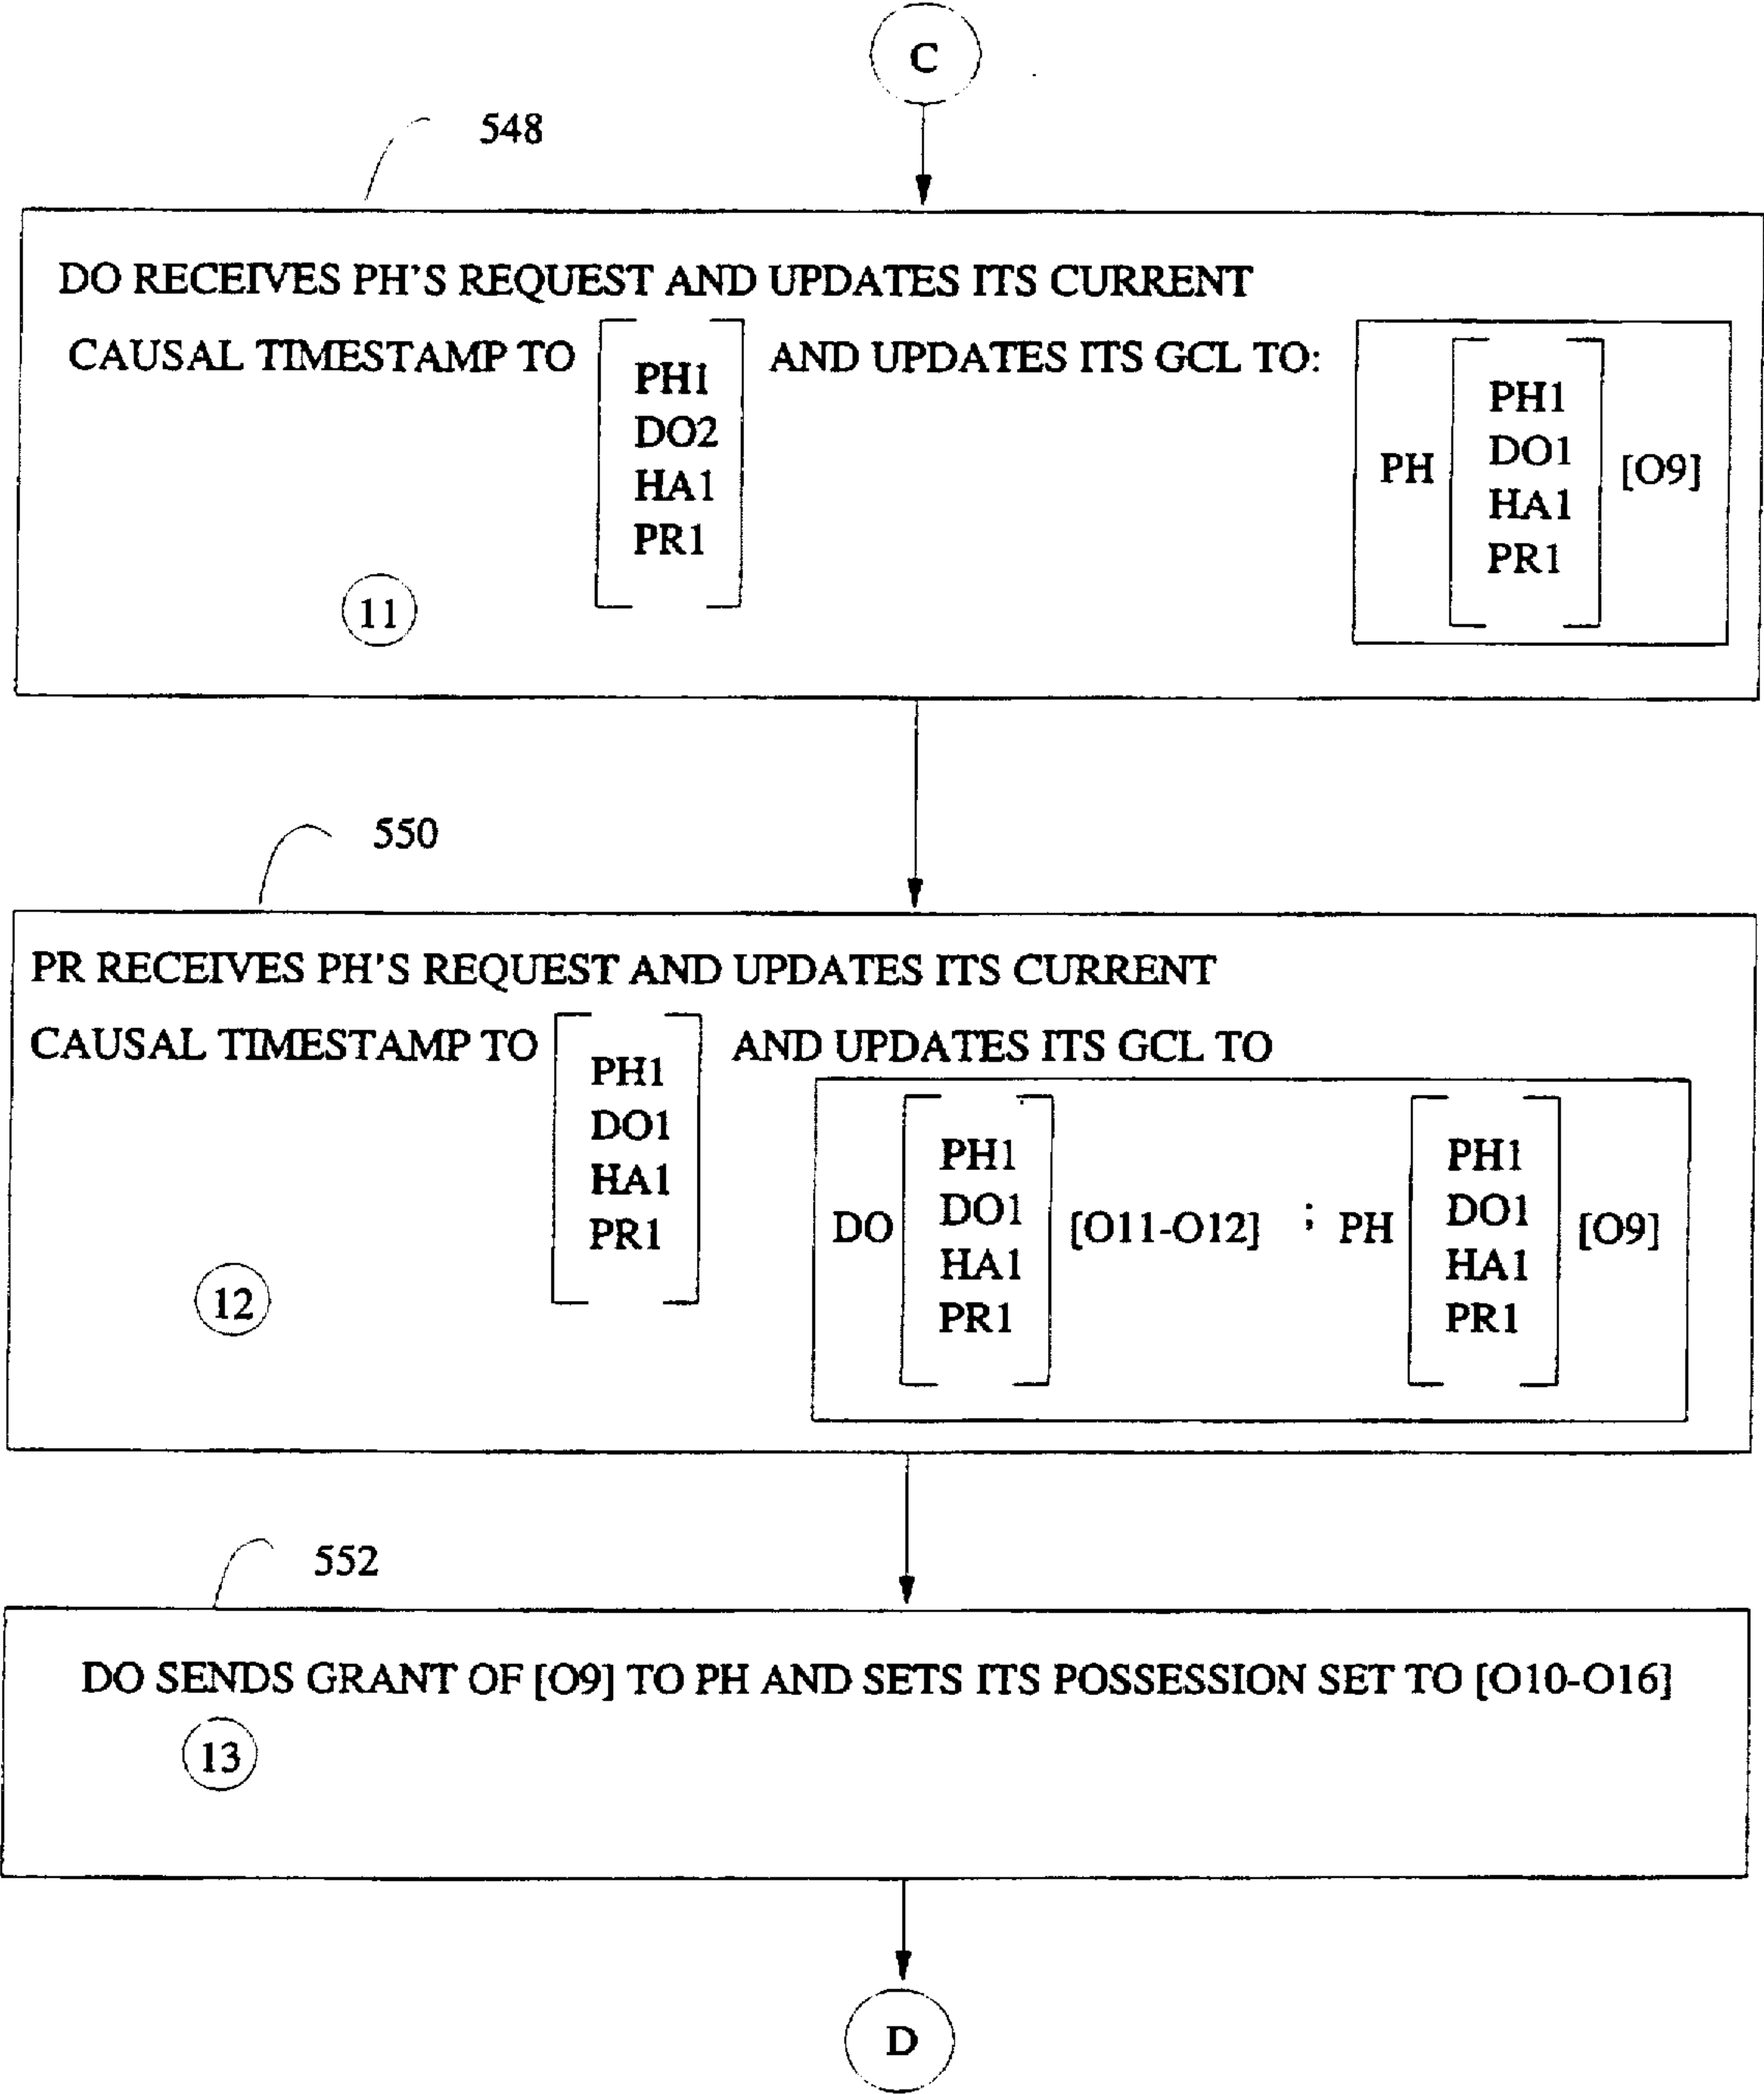 C
548
DO RECEIVES PH'S REQUEST AND UPDATES ITS CURRENT
CAUSAL TIMESTAMP TO
PH1
DO2
HA1
PR1
AND UPDATES ITS GCL TO:
PH
PH1
DO1
HA1
PR1
[O9]
11
550
PR RECEIVES PH'S REQUEST AND UPDATES ITS CURRENT
CAUSAL TIMESTAMP TO
PH1
DO1
HA1
PR1
AND UPDATES ITS GCL TO
DO
PH1
DO1
HA1
PR1
[O11-O12]
;
PH
PH1
DO1
HA1
PR1
[O9]
12
552
DO SENDS GRANT OF [O9] TO PH AND SETS ITS POSSESSION SET TO [O10-O16]
13
D